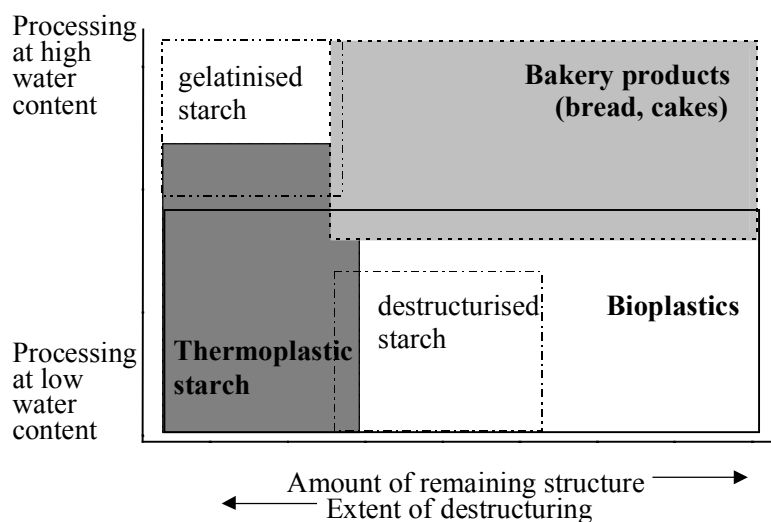 Processing
at high
water
content
gelatinised
starch
Bakery products
(bread, cakes)
destructurised
starch
Bioplastics
Thermoplastic
starch
Processing
at low
water
content
Amount of remaining structure
Extent of destructuring